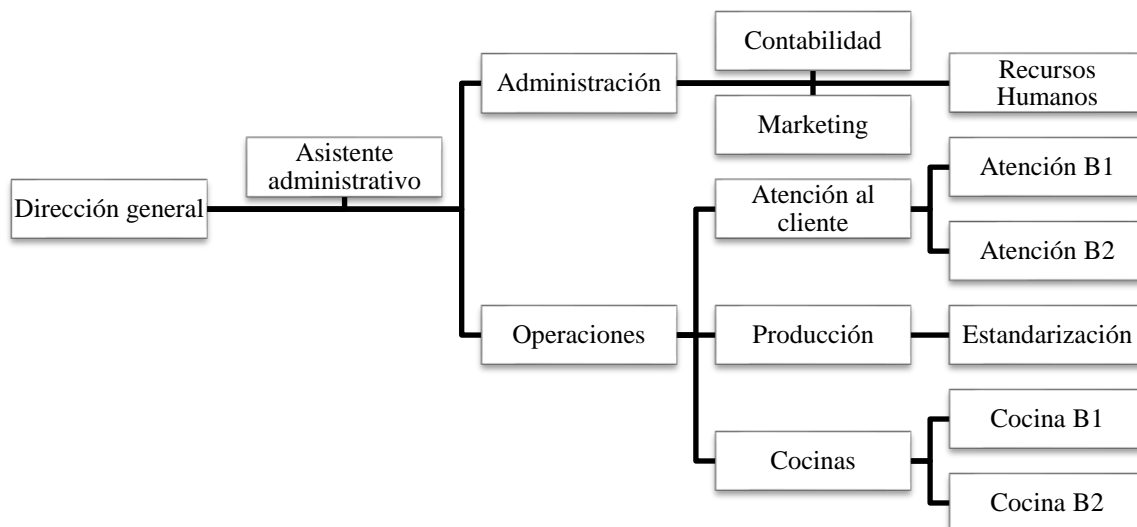 Contabilidad
Administración
Recursos
Humanos
Marketing
Asistente
administrativo
Dirección general
Atención al
cliente
Atención B1
Atención B2
Operaciones
Producción
Estandarización
Cocinas
Cocina B1
Cocina B2